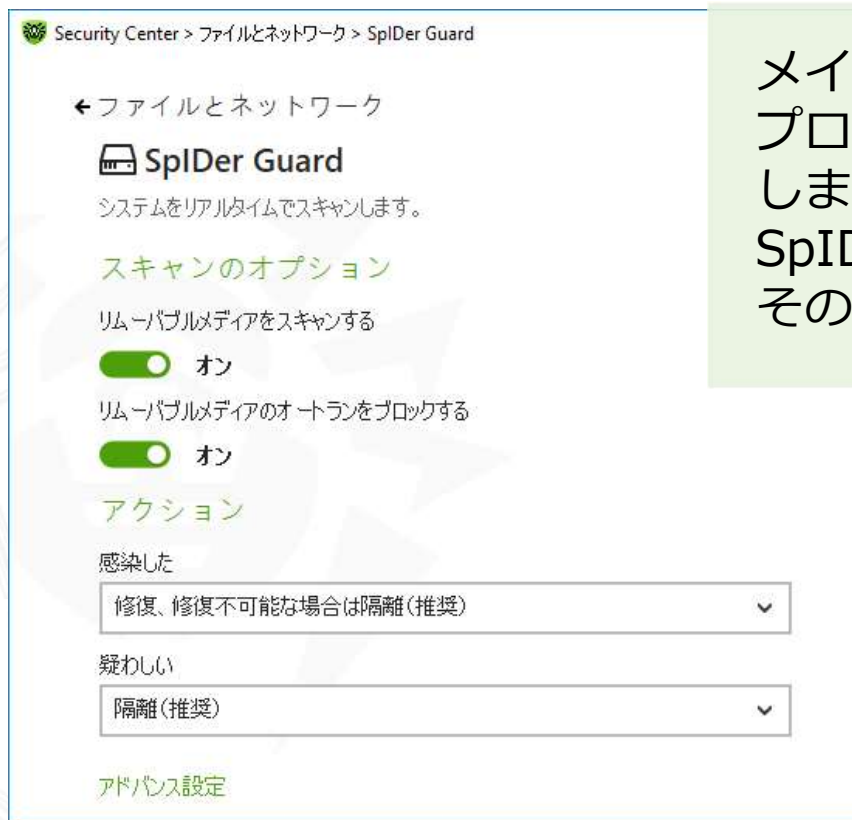 Security Center > ファイルとネットワーク > SpIDer Guard
←ファイルとネットワーク
SpIDer Guard
システムをリアルタイムでスキャンします。
スキャンのオプション
リムーバブルメディアをスキャンする
オン
リムーバブルメディアのオートランをブロックする
オン
アクション
感染した
修復、修復不可能な場合は隔離(推奨)
疑わしい
隔離(推奨)
アドバンス設定
メイ
プロ
しま
SpI
その